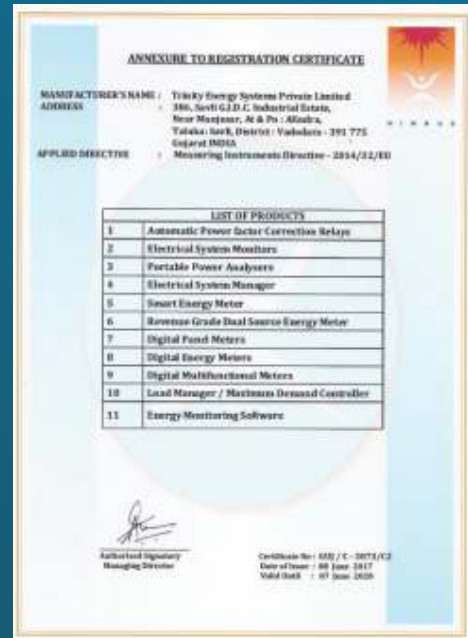 ANNEXURE TO REGISTRATION CERTIFICATE
MANUFACTURER'S NAME : Trinity Energy Systems Private Limited
ADDRESS : 386, Savli G.I.D.C. Industrial Estate,
Near Manjusar, At & Po : Alindra,
Taluka: Savli, District : Vadodara - 391 775
Gujarat INDIA
APPLIED DIRECTIVE : Measuring Instruments Directive - 2014/32/EU
NIMBUS
LIST OF PRODUCTS
1 Automatic Power factor Correction Relays
2 Electrical System Monitors
3 Portable Power Analysers
4 Electrical System Manager
5 Smart Energy Meter
6 Revenue Grade Dual Source Energy Meter
7 Digital Panel Meters
8 Digital Energy Meters
9 Digital Multifunctional Meters
10 Load Manager / Maximum Demand Controller
11 Energy Monitoring Software
Authorised Signatory
Managing Director
Certificate No :
Date of Issue : 08 June 2017
Valid Until : 07 June 2020